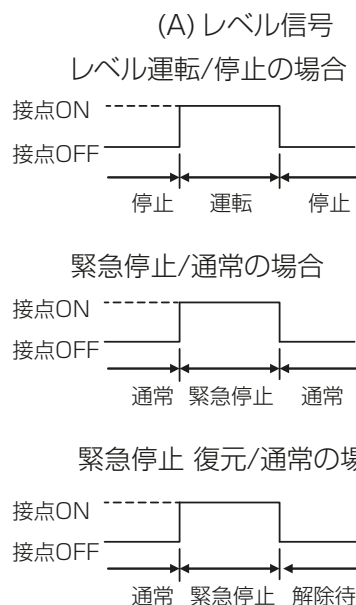 (A) レベル信号
レベル運転/停止の場合
接点ON
接点OFF
停止 運転 停止
緊急停止/通常の場合
接点ON
接点OFF
通常 緊急停止 通常
緊急停止 復元/通常の場
接点ON
接点OFF
通常 緊急停止 解除待